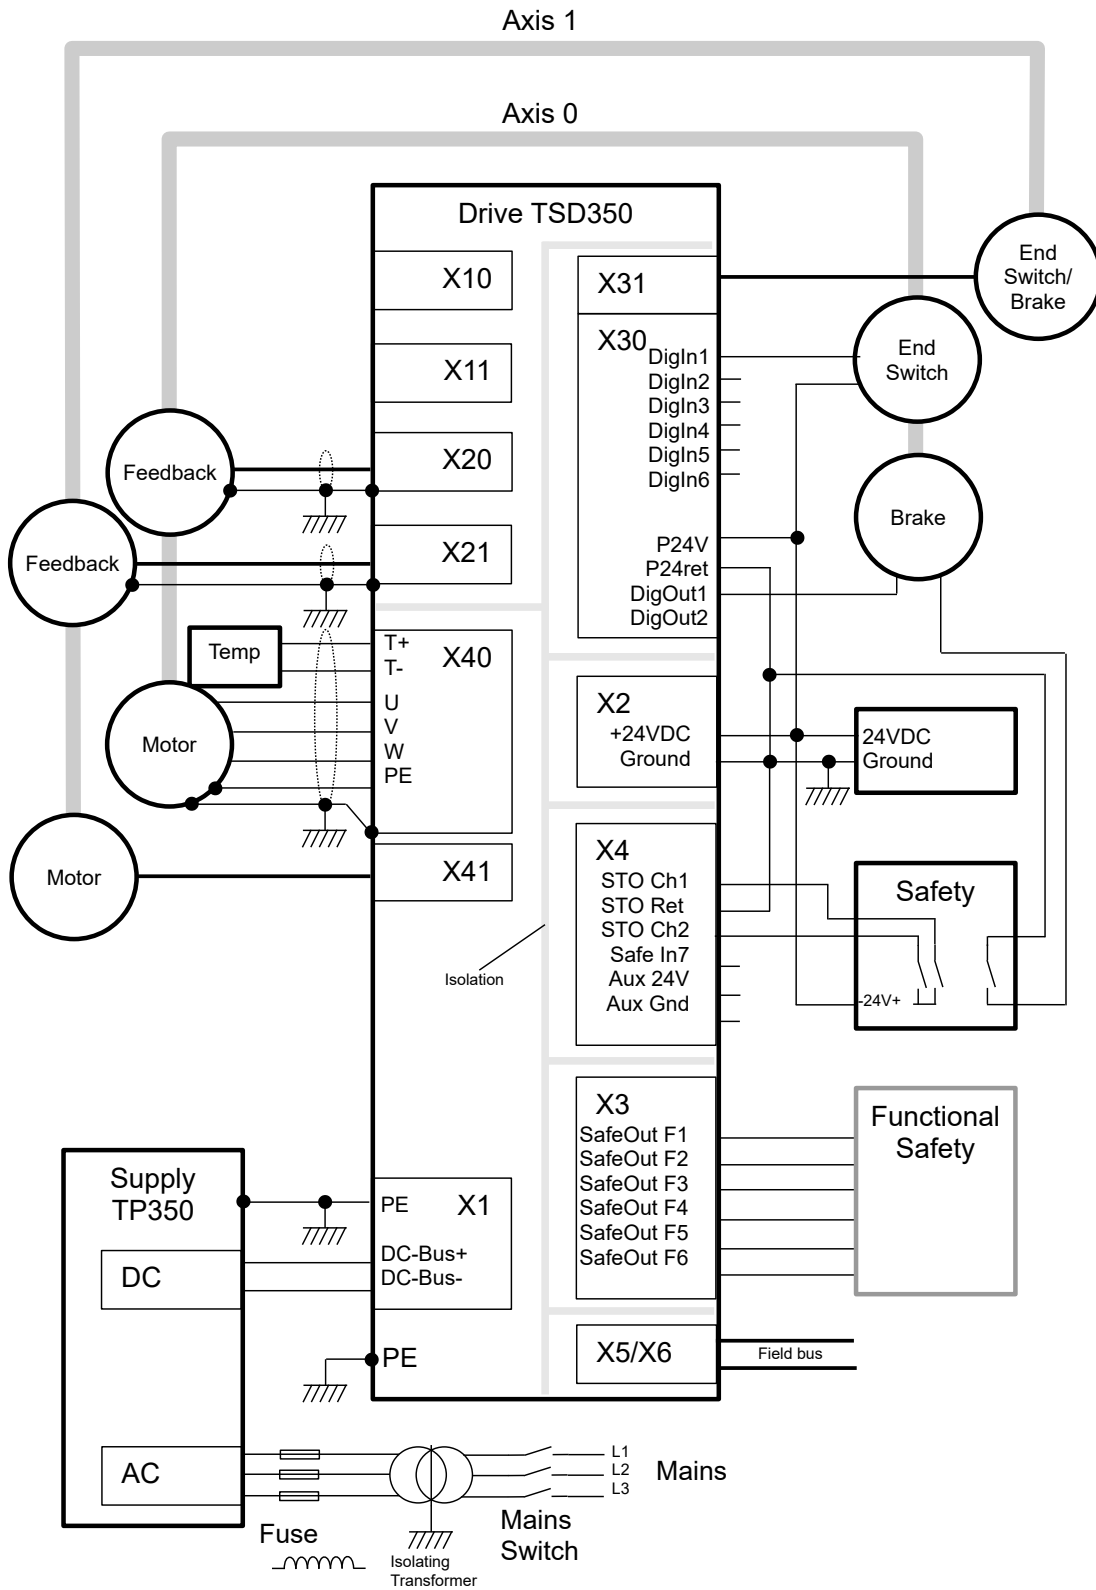 Axis 1
Axis 0
Drive TSD350
X10
X11
X20
X21
Feedback
Feedback
Temp
Motor
Motor
T+
T-
U
V
W
PE
X40
X41
X31
X30
DigIn1
DigIn2
DigIn3
DigIn4
DigIn5
DigIn6
P24V
P24ret
DigOut1
DigOut2
End
Switch/
Brake
End
Switch
Brake
X2
+24VDC
Ground
24VDC
Ground
X4
STO Ch1
STO Ret
STO Ch2
Safe In7
Aux 24V
Aux Gnd
Safety
-24V+
Isolation
X3
SafeOut F1
SafeOut F2
SafeOut F3
SafeOut F4
SafeOut F5
SafeOut F6
Functional
Safety
Supply
TP350
DC
AC
PE
X1
DC-Bus+
DC-Bus-
PE
X5/X6
Field bus
L1
L2
L3
Mains
Mains
Switch
Fuse
Isolating
Transformer